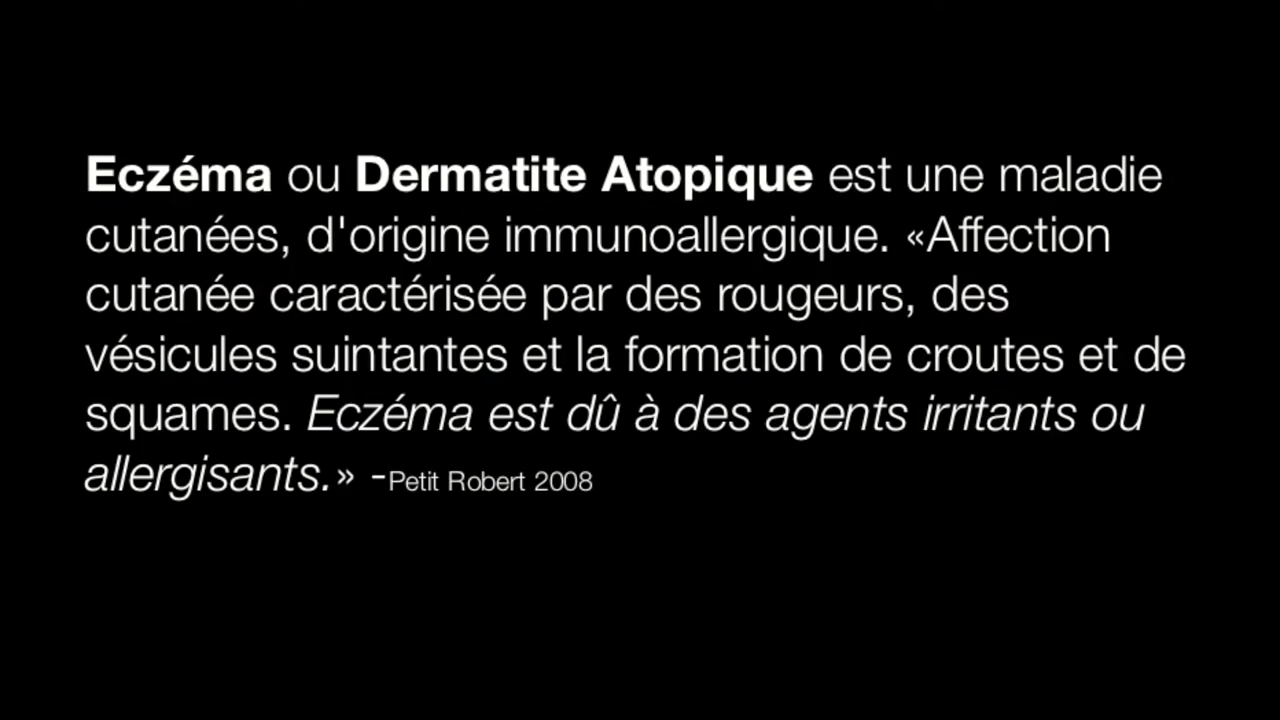 Eczéma ou Dermatite Atopique est une maladie
cutanées, d'origine immunoallergique. «Affection
cutanée caractérisée par des rougeurs, des
vésicules suintantes et la formation de croutes et de
squames. Eczéma est dû à des agents irritants ou
allergisants.» -Petit Robert 2008